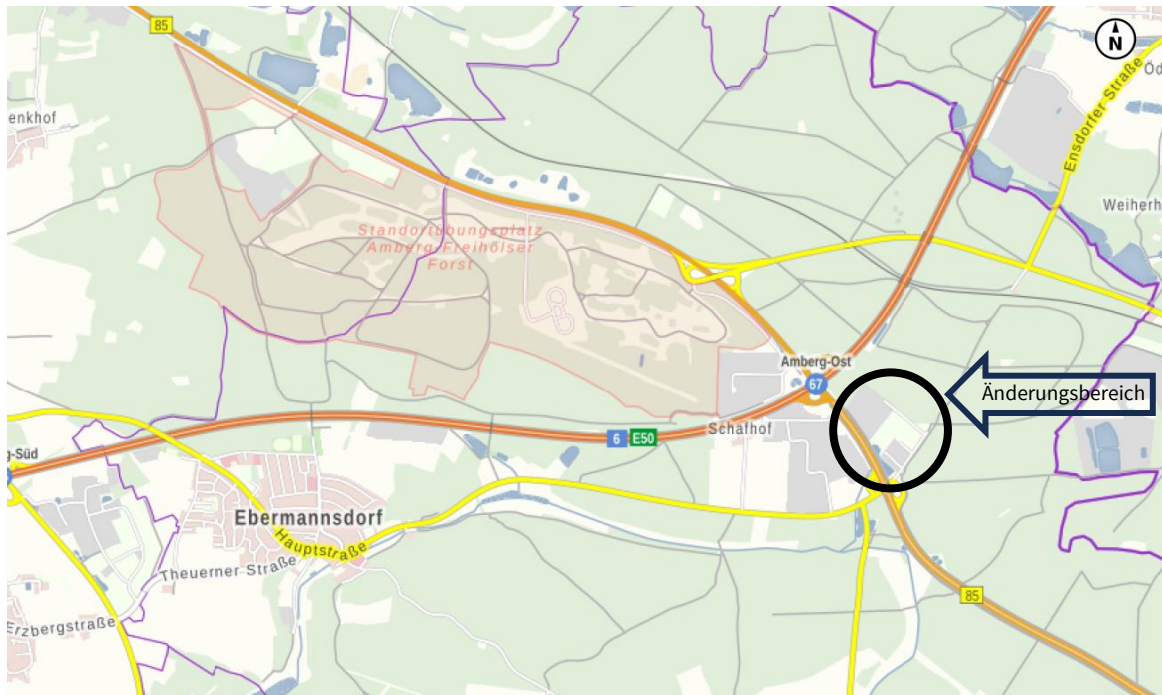 85
N
enkhof
Öd
Ensdorfer Straße
Weiherh
Standortübungsplatz
Amberg-Freihölser
Forst
Amberg-Ost
67
Änderungsbereich
Schafhof
6 E50
g-Süd
Ebermannsdorf
Hauptstraße
Theuerner Straße
85
Erzbergstraße